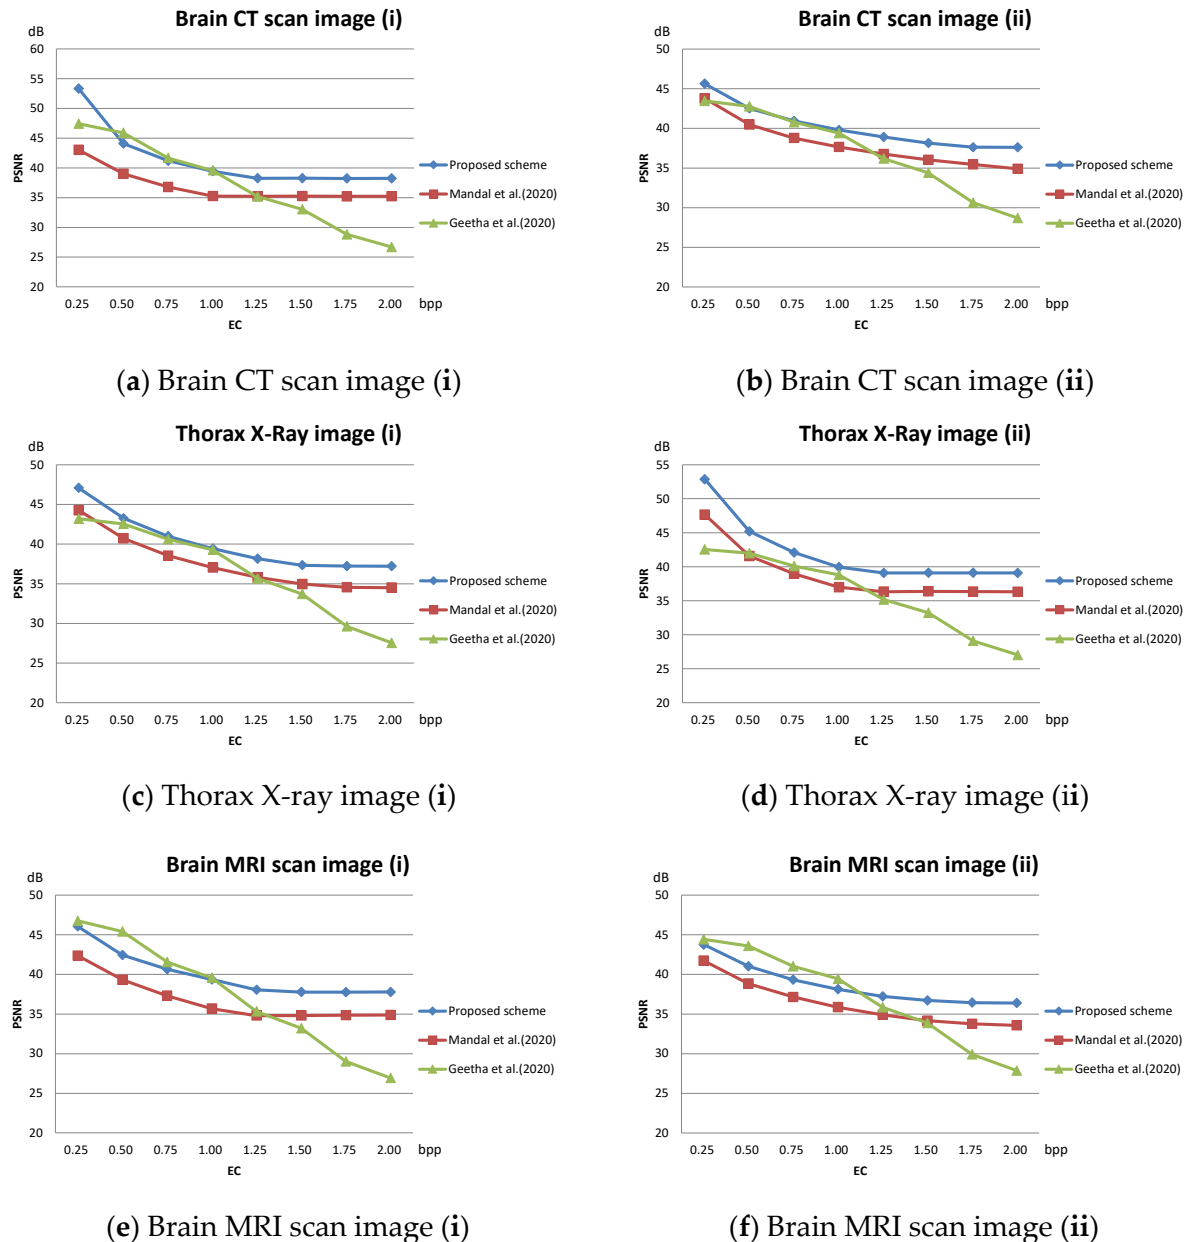 Brain CT scan image (i)
dB
60
55
50
45
40
35
30
25
20
PSNR
0.25 0.50 0.75 1.00 1.25 1.50 1.75 2.00 bpp
EC
Proposed scheme
Mandal et al.(2020)
Geetha et al.(2020)
(a) Brain CT scan image (i)
Brain CT scan image (ii)
dB
50
45
40
35
30
25
20
PSNR
0.25 0.50 0.75 1.00 1.25 1.50 1.75 2.00 bpp
EC
Proposed scheme
Mandal et al.(2020)
Geetha et al.(2020)
(b) Brain CT scan image (ii)
Thorax X-Ray image (i)
dB
50
45
40
35
30
25
20
PSNR
0.25 0.50 0.75 1.00 1.25 1.50 1.75 2.00 bpp
EC
Proposed scheme
Mandal et al.(2020)
Geetha et al.(2020)
(c) Thorax X-ray image (i)
Thorax X-Ray image (ii)
dB
55
50
45
40
35
30
25
20
PSNR
0.25 0.50 0.75 1.00 1.25 1.50 1.75 2.00 bpp
EC
Proposed scheme
Mandal et al.(2020)
Geetha et al.(2020)
(d) Thorax X-ray image (ii)
Brain MRI scan image (i)
dB
50
45
40
35
30
25
20
PSNR
0.25 0.50 0.75 1.00 1.25 1.50 1.75 2.00 bpp
EC
Proposed scheme
Mandal et al.(2020)
Geetha et al.(2020)
(e) Brain MRI scan image (i)
Brain MRI scan image (ii)
dB
50
45
40
35
30
25
20
PSNR
0.25 0.50 0.75 1.00 1.25 1.50 1.75 2.00 bpp
EC
Proposed scheme
Mandal et al.(2020)
Geetha et al.(2020)
(f) Brain MRI scan image (ii)